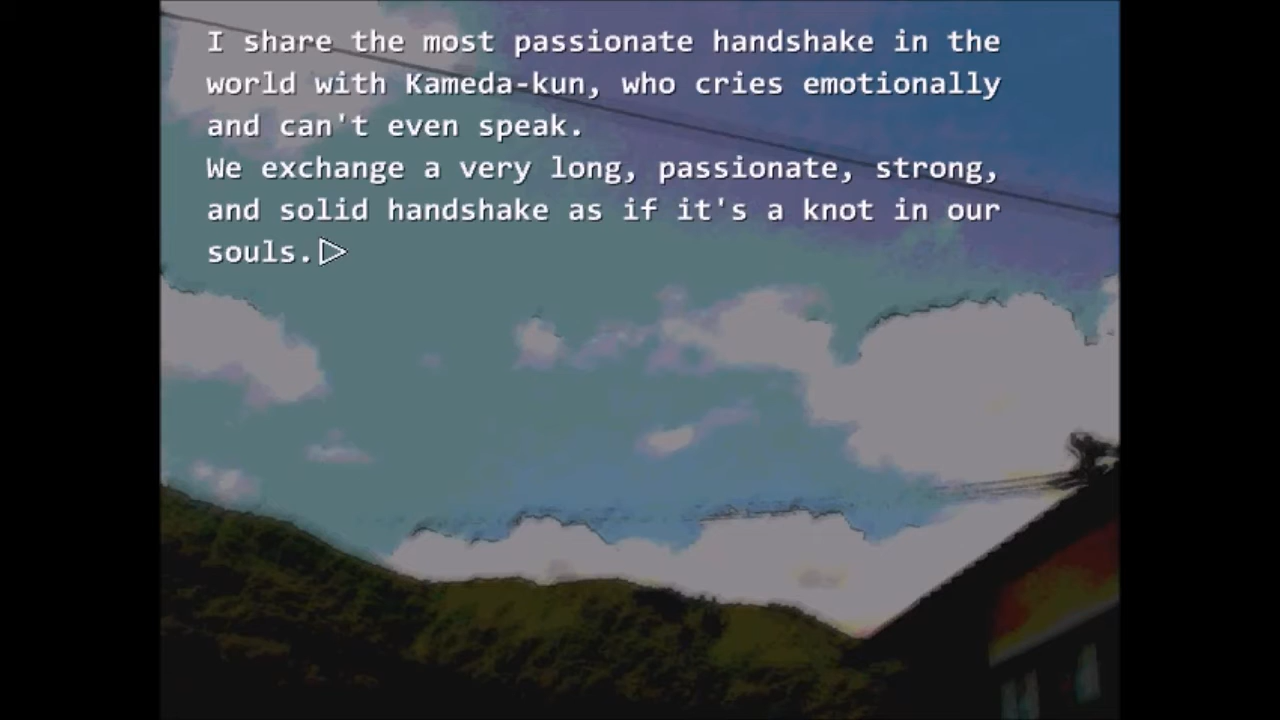 I share the most passionate handshake in the
world with Kameda-kun, who cries emotionally
and can't even speak.
We exchange a very long, passionate, strong,
and solid handshake as if it's a knot in our
souls.